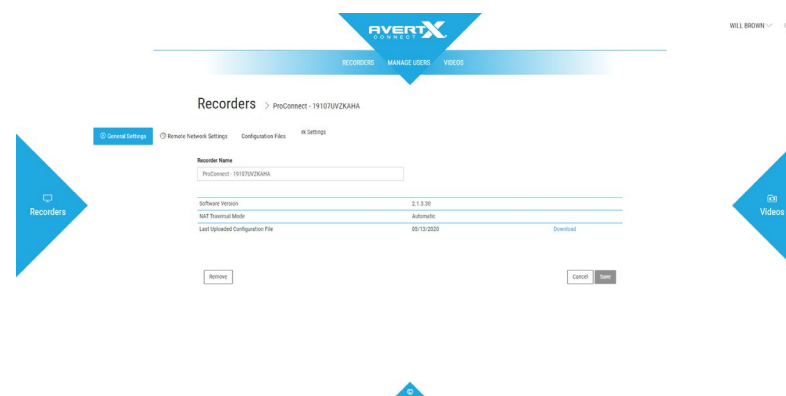 AVERTX
CONNECT
WILL BROWN
RECORDERS MANAGE USERS VIDEOS
Recorders > ProConnect - 19107UVZKAHA
General Settings Remote Network Settings Configuration Files rk Settings
Recorder Name
ProConnect - 19107UVZKAHA
Recorders
Videos
Software Version 2.1.3.30
NAT Traversal Mode Automatic
Last Uploaded Configuration File 05/13/2020 Download
Remove Cancel Save
©